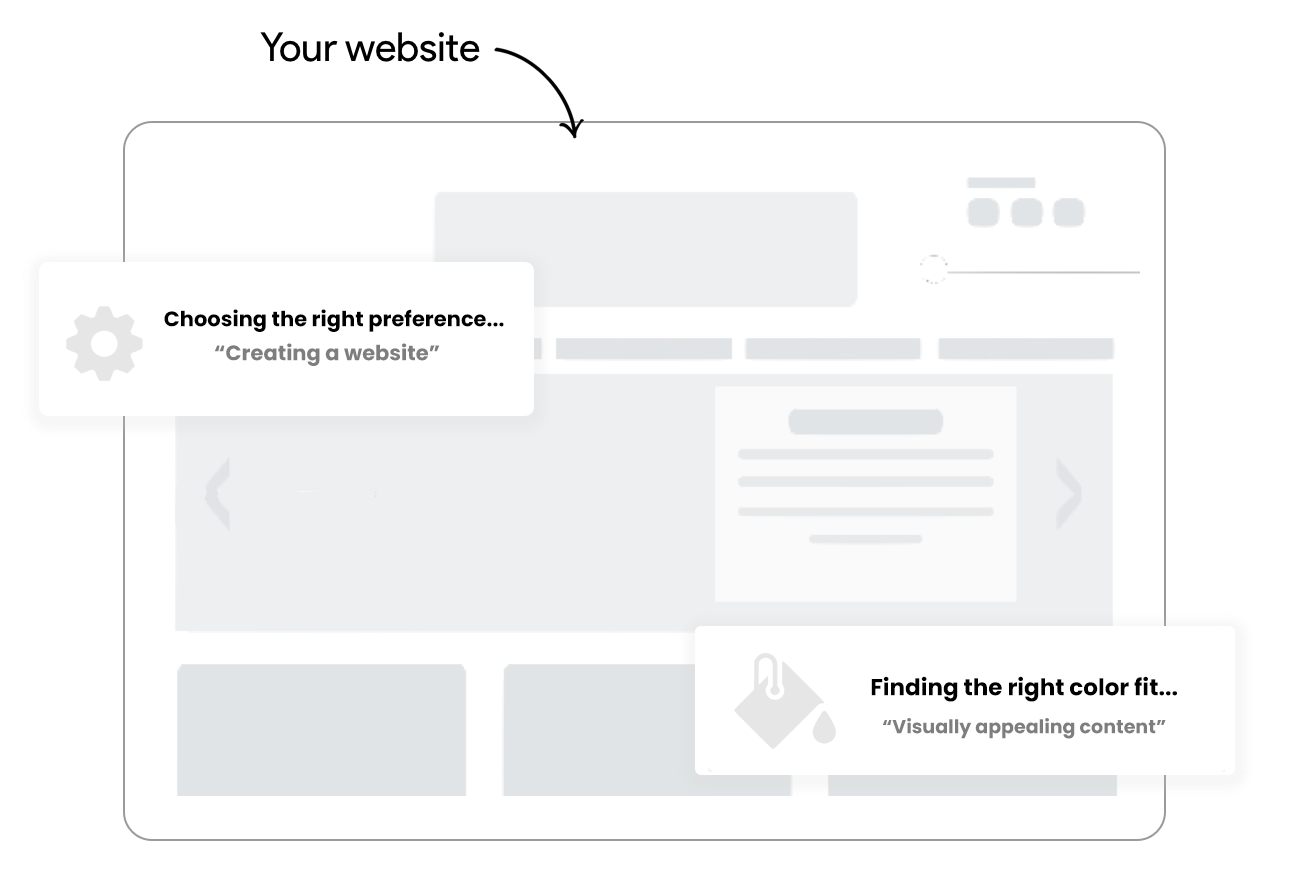 Your website
Choosing the right preference...
“Creating a website”
Finding the right color fit...
“Visually appealing content”